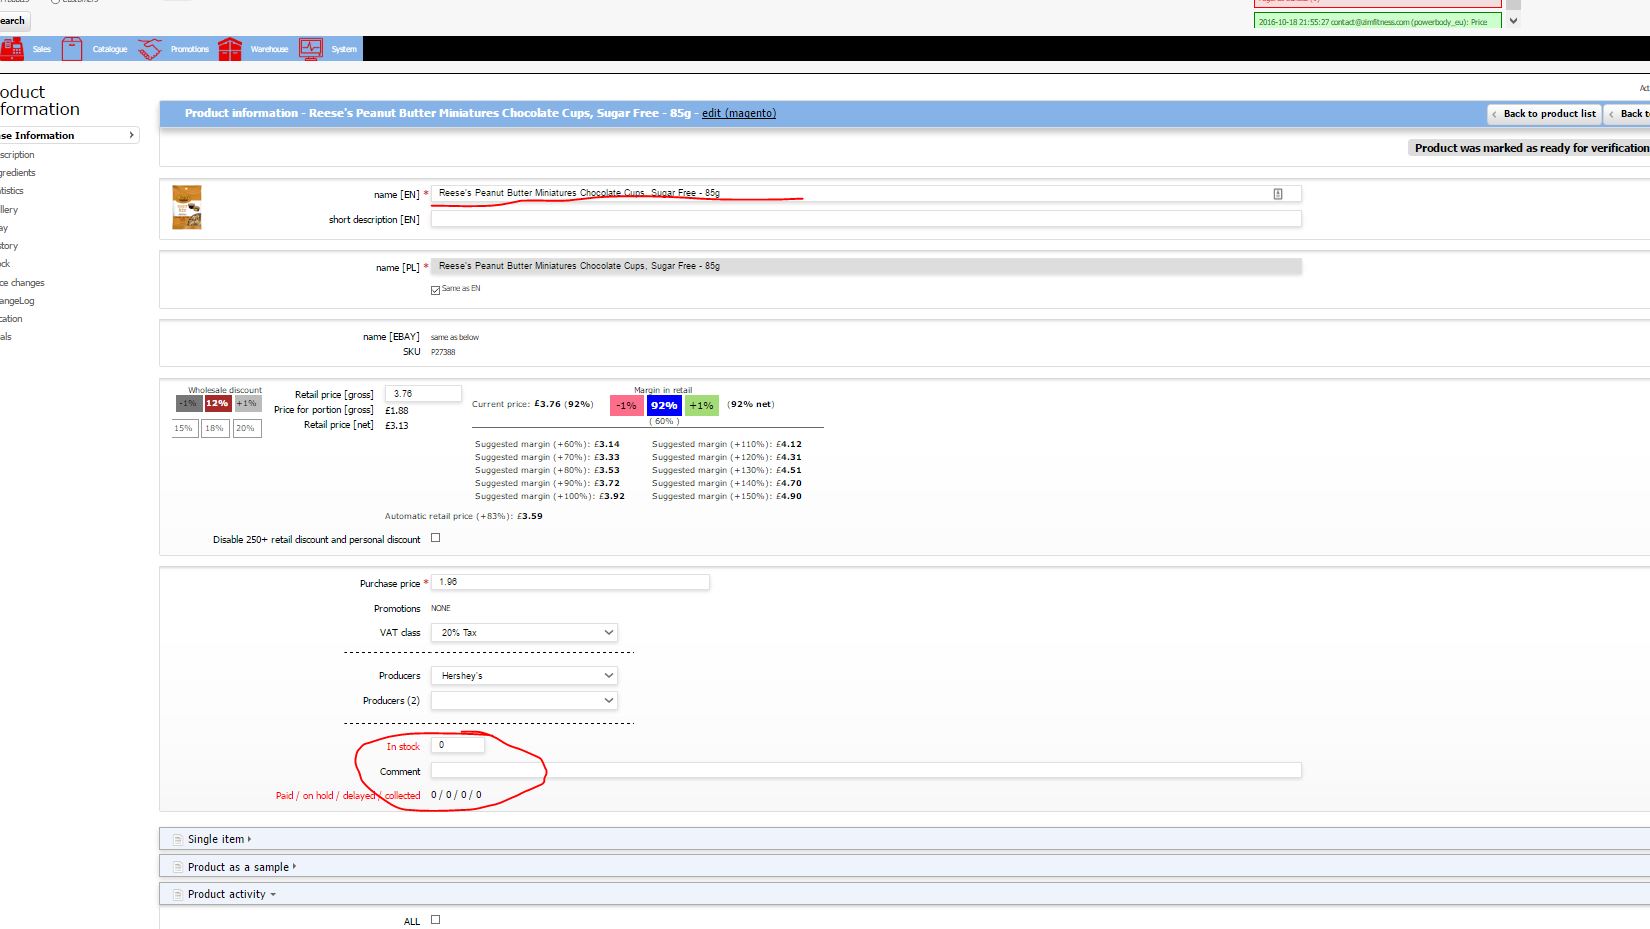 Customers
earch
2016-10-18 21:55:27 contact@zimfitness.com (powerbody_eu): Price
Sales Catalogue Promotions Warehouse System
oduct
formation
Act
Product information - Reese's Peanut Butter Miniatures Chocolate Cups, Sugar Free - 85g - edit (magento)
Back to product list Back t
se Information
Product was marked as ready for verification
scription
gredients
tistics
llery
ay
story
ck
ce changes
angeLog
cation
als
name [EN] * Reese's Peanut Butter Miniatures Chocolate Cups, Sugar Free - 85g
short description [EN]
name [PL] * Reese's Peanut Butter Miniatures Chocolate Cups, Sugar Free - 85g
Same as EN
name [EBAY] same as below
SKU P27388
Wholesale discount
-1% 12% +1%
15% 18% 20%
Retail price [gross] 3.76
Price for portion [gross] £1.88
Retail price [net] £3.13
Current price: £3.76 (92%)
Margin in retail
-1% 92% +1% (92% net)
( 60% )
Suggested margin (+60%): £3.14 Suggested margin (+110%): £4.12
Suggested margin (+70%): £3.33 Suggested margin (+120%): £4.31
Suggested margin (+80%): £3.53 Suggested margin (+130%): £4.51
Suggested margin (+90%): £3.72 Suggested margin (+140%): £4.70
Suggested margin (+100%): £3.92 Suggested margin (+150%): £4.90
Automatic retail price (+83%): £3.59
Disable 250+ retail discount and personal discount
Purchase price * 1.96
Promotions NONE
VAT class 20% Tax
Producers Hershey's
Producers (2)
In stock 0
Comment
Paid / on hold / delayed / collected 0 / 0 / 0 / 0
Single item
Product as a sample
Product activity
ALL